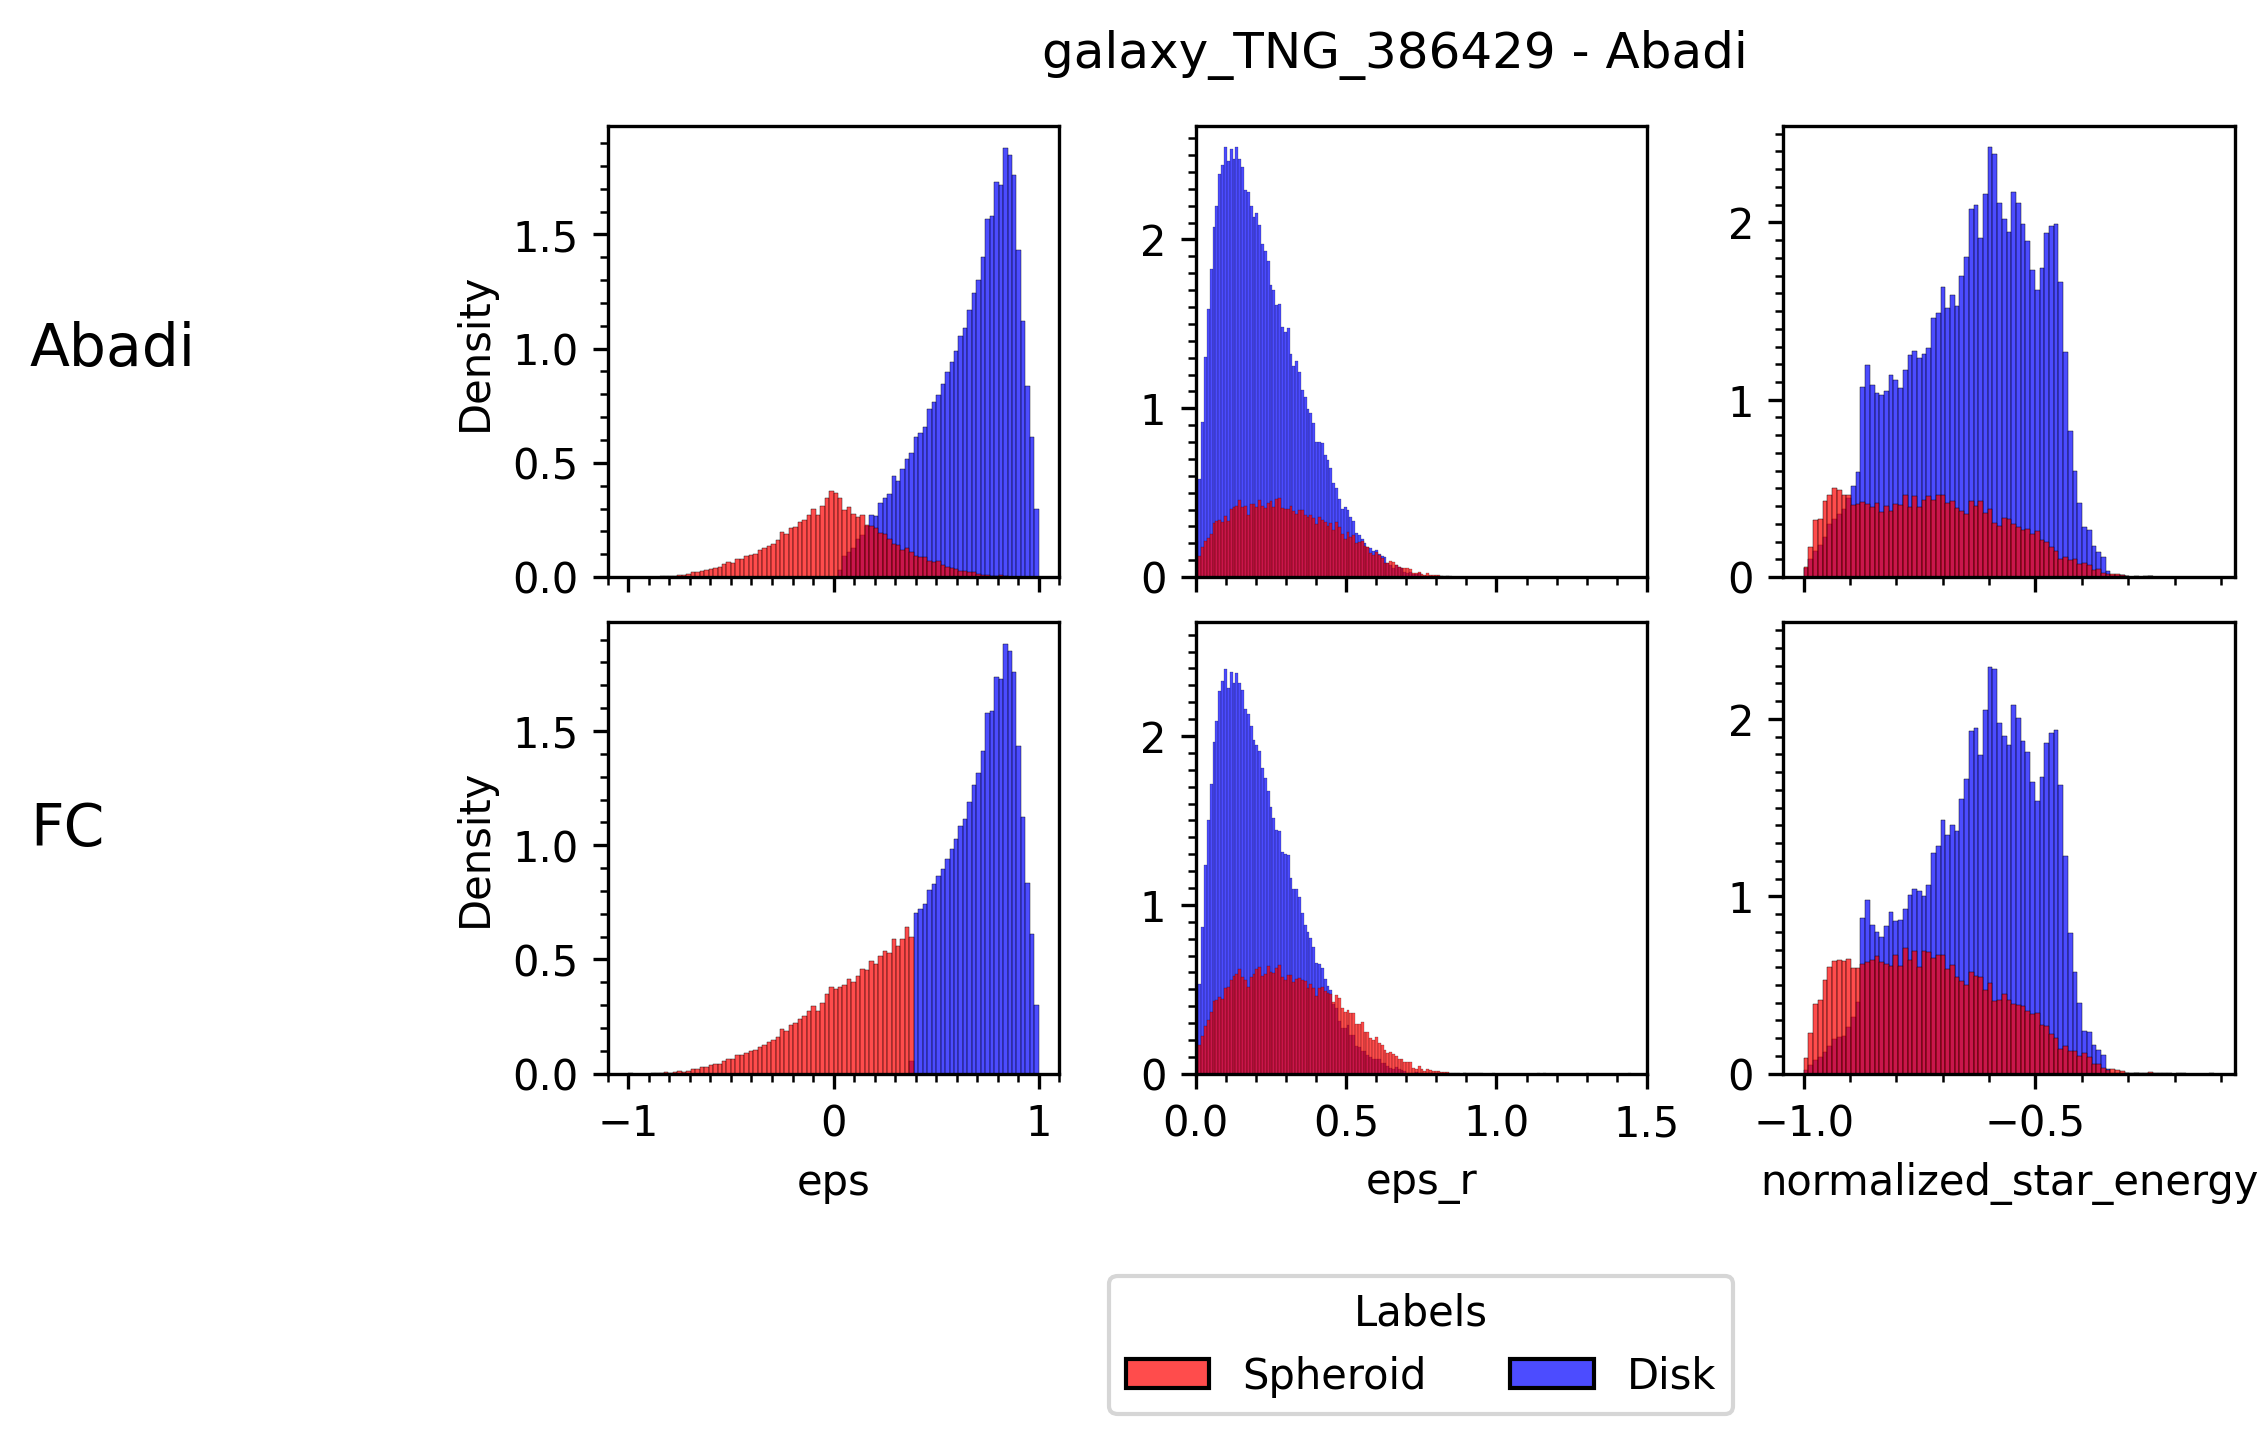 galaxy_TNG_386429 - Abadi
Abadi
Density
1.5
1.0
0.5
0.0
2
1
0
2
1
0
FC
Density
1.5
1.0
0.5
0.0
−1 0 1
eps
2
1
0
0.0 0.5 1.0 1.5
eps_r
2
1
0
−1.0 −0.5
normalized_star_energy
Labels
Spheroid Disk